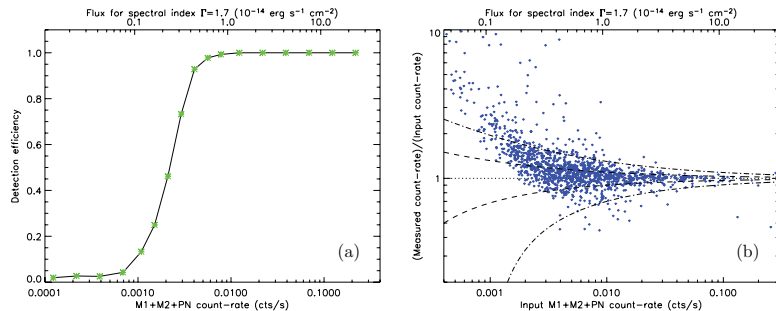 Flux for spectral index Γ=1.7 (10⁻¹⁴ erg s⁻¹ cm⁻²)
0.1 1.0 10.0
1.0
0.8
0.6
0.4
0.2
0.0
Detection efficiency
(a)
0.0001 0.0010 0.0100 0.1000
M1+M2+PN count-rate (cts/s)
Flux for spectral index Γ=1.7 (10⁻¹⁴ erg s⁻¹ cm⁻²)
0.1 1.0 10.0
10
1
(Measured count-rate)/(Input count-rate)
(b)
0.001 0.010 0.100
Input M1+M2+PN count-rate (cts/s)